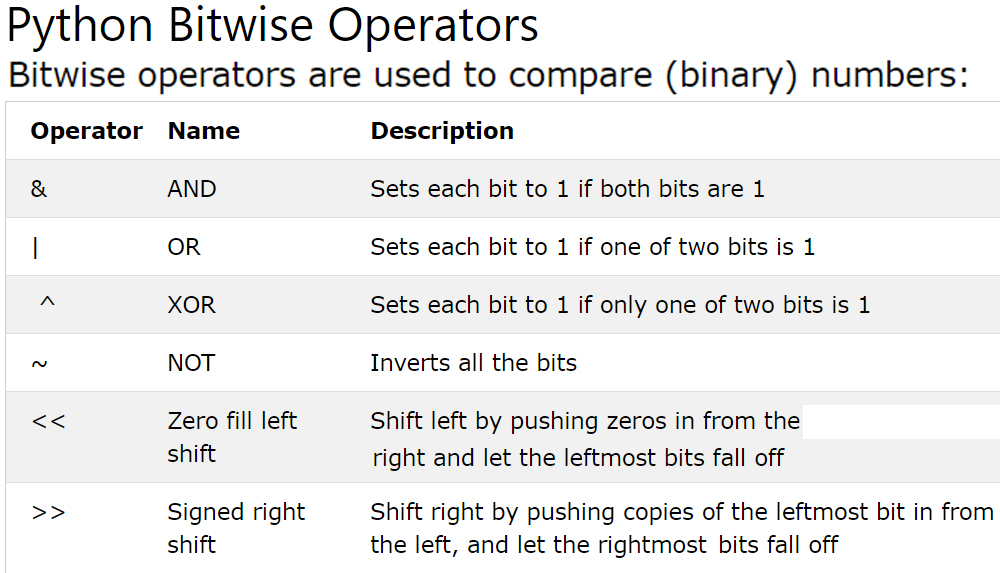 Python Bitwise Operators
Bitwise operators are used to compare (binary) numbers:
Operator Name Description
& AND Sets each bit to 1 if both bits are 1
| OR Sets each bit to 1 if one of two bits is 1
^ XOR Sets each bit to 1 if only one of two bits is 1
~ NOT Inverts all the bits
<< Zero fill left Shift left by pushing zeros in from the
shift right and let the leftmost bits fall off
>> Signed right Shift right by pushing copies of the leftmost bit in from
shift the left, and let the rightmost bits fall off